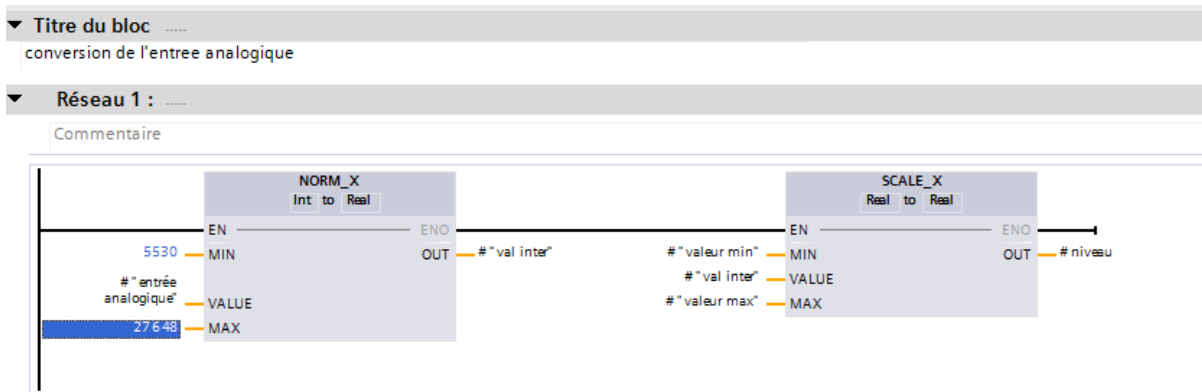 Titre du bloc .....
conversion de l'entree analogique
Réseau 1 : .....
Commentaire
NORM_X
Int to Real
EN ENO
5530 MIN OUT #"val inter"
#"entrée
analogique" VALUE
27648 MAX
SCALE_X
Real to Real
EN ENO
#"valeur min" MIN OUT #niveau
#"val inter" VALUE
#"valeur max" MAX